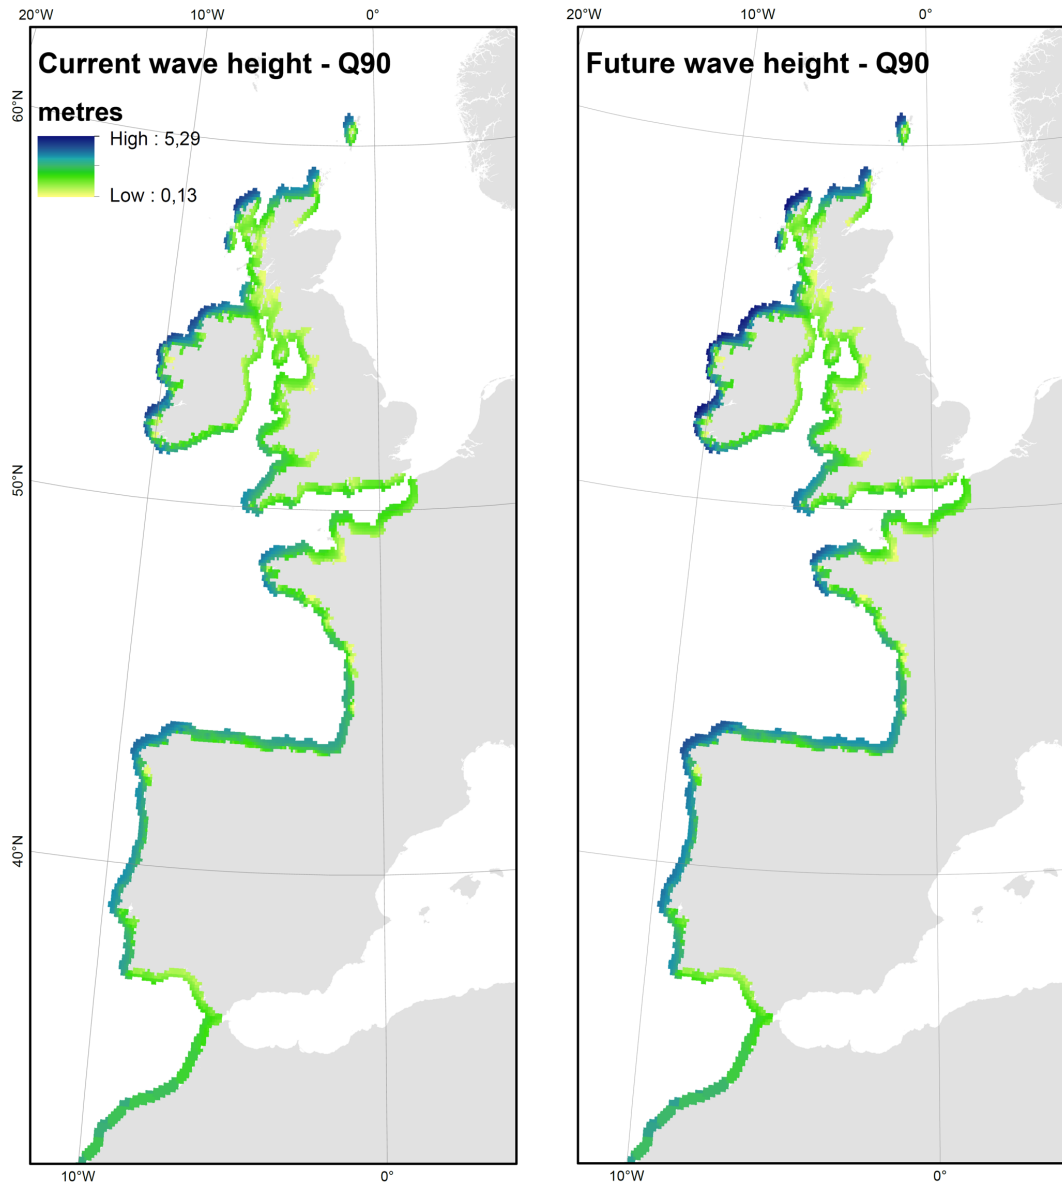 20°W 10°W 0° 20°W 10°W 0°
Current wave height - Q90
Future wave height - Q90
metres
High : 5,29
Low : 0,13
60°N
50°N
40°N
10°W 0° 10°W 0°